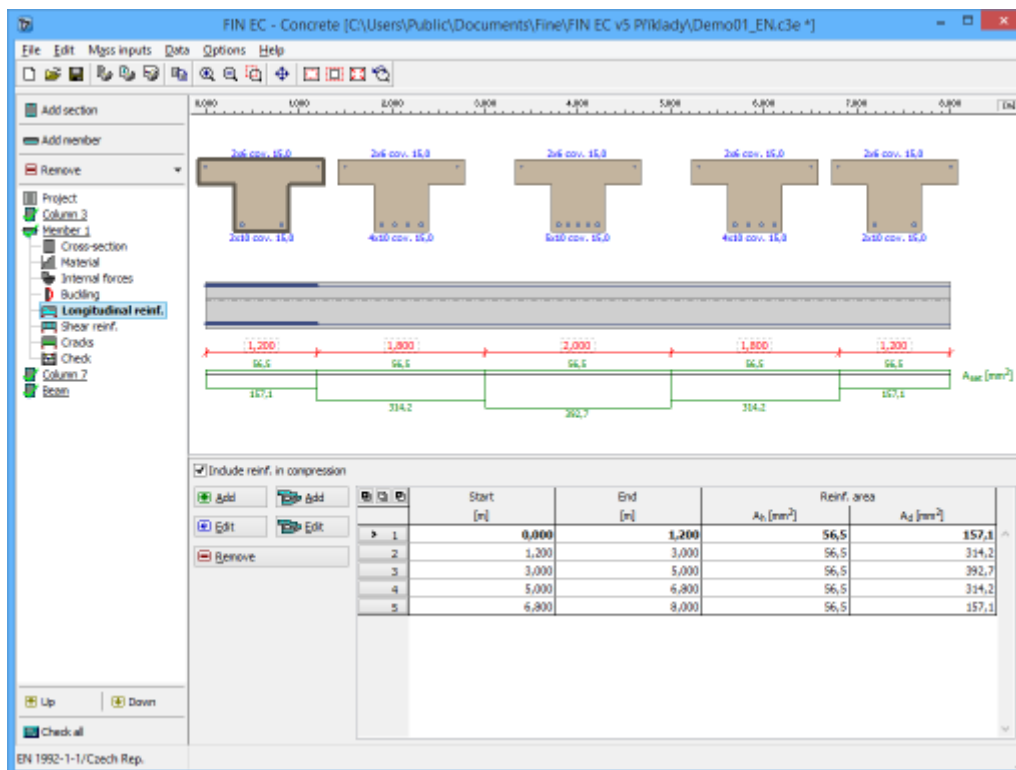 FIN EC - Concrete [C:\Users\Public\Documents\Fine\FIN EC v5 Příklady\Demo01_EN.c3e *]
File Edit Mass inputs Data Options Help
Add section
0,000 1,000 2,000 3,000 4,000 5,000 6,000 7,000 8,000 [m]
Add member
Remove
2x6 cov. 15,0 2x6 cov. 15,0 2x6 cov. 15,0 2x6 cov. 15,0 2x6 cov. 15,0
2x10 cov. 15,0 4x10 cov. 15,0 5x10 cov. 15,0 4x10 cov. 15,0 2x10 cov. 15,0
Project
Column 3
Member 1
Cross-section
Material
Internal forces
Buckling
Longitudinal reinf.
Shear reinf.
Cracks
Check
Column 7
Beam
1,200 1,800 2,000 1,800 1,200
56,5 56,5 56,5 56,5 56,5
157,1 314,2 392,7 314,2 157,1
[mm²]
Include reinf. in compression
Add Add
Edit Edit
Remove
Start End Reinf. area
[m] [m] Ah [mm²] Ad [mm²]
1 0,000 1,200 56,5 157,1
2 1,200 3,000 56,5 314,2
3 3,000 5,000 56,5 392,7
4 5,000 6,800 56,5 314,2
5 6,800 8,000 56,5 157,1
Up Down
Check all
EN 1992-1-1/Czech Rep.